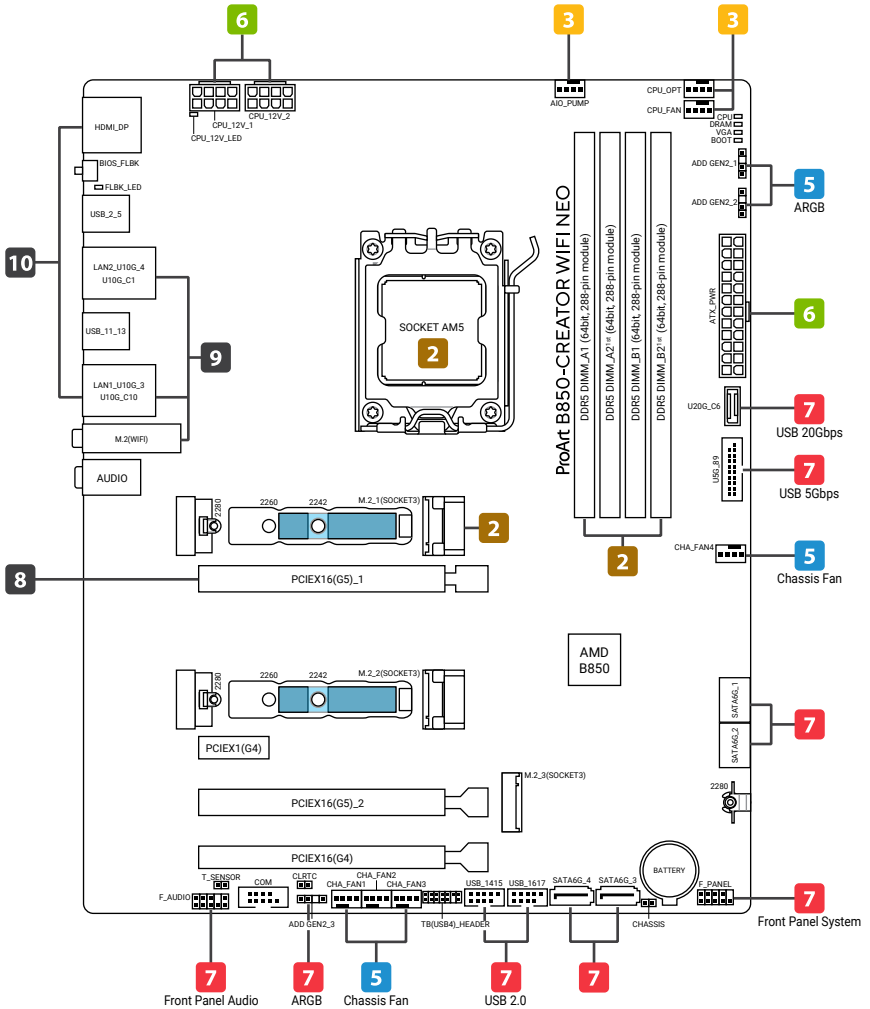 6
3
3
CPU_12V_1
CPU_12V_2
CPU_12V_LED
AIO_PUMP
CPU_OPT
CPU_FAN
CPU
DRAM
VGA
BOOT
HDMI_DP
BIOS_FLBK
FLBK_LED
USB_2_5
ADD GEN2_1
ADD GEN2_2
5
ARGB
10
LAN2_U10G_4
U10G_C1
USB_11_13
9
LAN1_U10G_3
U10G_C10
M.2(WIFI)
AUDIO
SOCKET AM5
2
ProArt B850-CREATOR WIFI NEO
DDR5 DIMM_A1 (64bit, 288-pin module)
DDR5 DIMM_A2¹ˢᵗ (64bit, 288-pin module)
DDR5 DIMM_B1 (64bit, 288-pin module)
DDR5 DIMM_B2¹ˢᵗ (64bit, 288-pin module)
ATX_PWR
6
U20G_C6
7
USB 20Gbps
U5G_89
7
USB 5Gbps
2280
2260
2242
M.2_1(SOCKET3)
2
2
CHA_FAN4
5
Chassis Fan
8
PCIEX16(G5)_1
AMD
B850
2280
2260
2242
M.2_2(SOCKET3)
SATA6G_1
SATA6G_2
7
PCIEX1(G4)
M.2_3(SOCKET3)
2280
PCIEX16(G5)_2
PCIEX16(G4)
BATTERY
T_SENSOR
COM
CLRTC
CHA_FAN1
CHA_FAN2
CHA_FAN3
USB_1415
USB_1617
SATA6G_4
SATA6G_3
F_PANEL
F_AUDIO
ADD GEN2_3
TB(USB4)_HEADER
CHASSIS
7
Front Panel System
7
Front Panel Audio
7
ARGB
5
Chassis Fan
7
USB 2.0
7